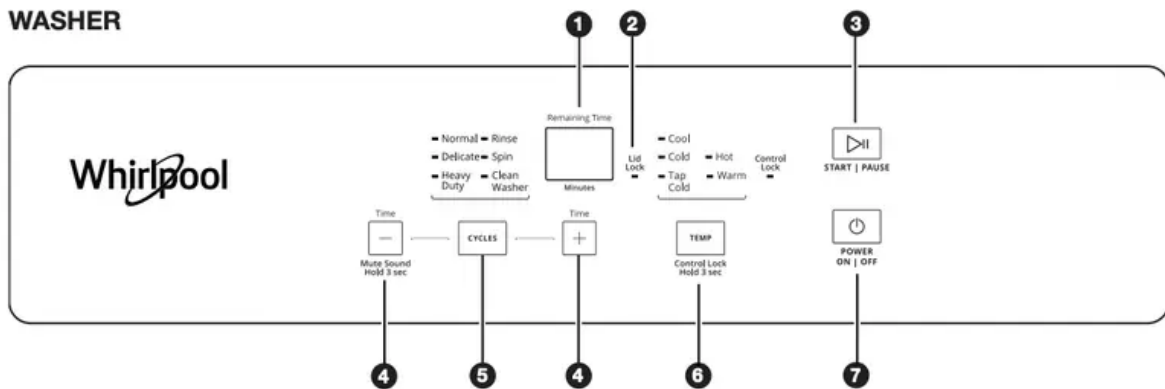 WASHER
1
2
3
Whirlpool
Normal
Rinse
Delicate
Spin
Heavy
Duty
Clean
Washer
Remaining Time
Minutes
Lid
Lock
Cool
Cold
Hot
Tap
Cold
Warm
Control
Lock
START | PAUSE
Time
−
Mute Sound
Hold 3 sec
CYCLES
Time
+
TEMP
Control Lock
Hold 3 sec
POWER
ON | OFF
4
5
4
6
7